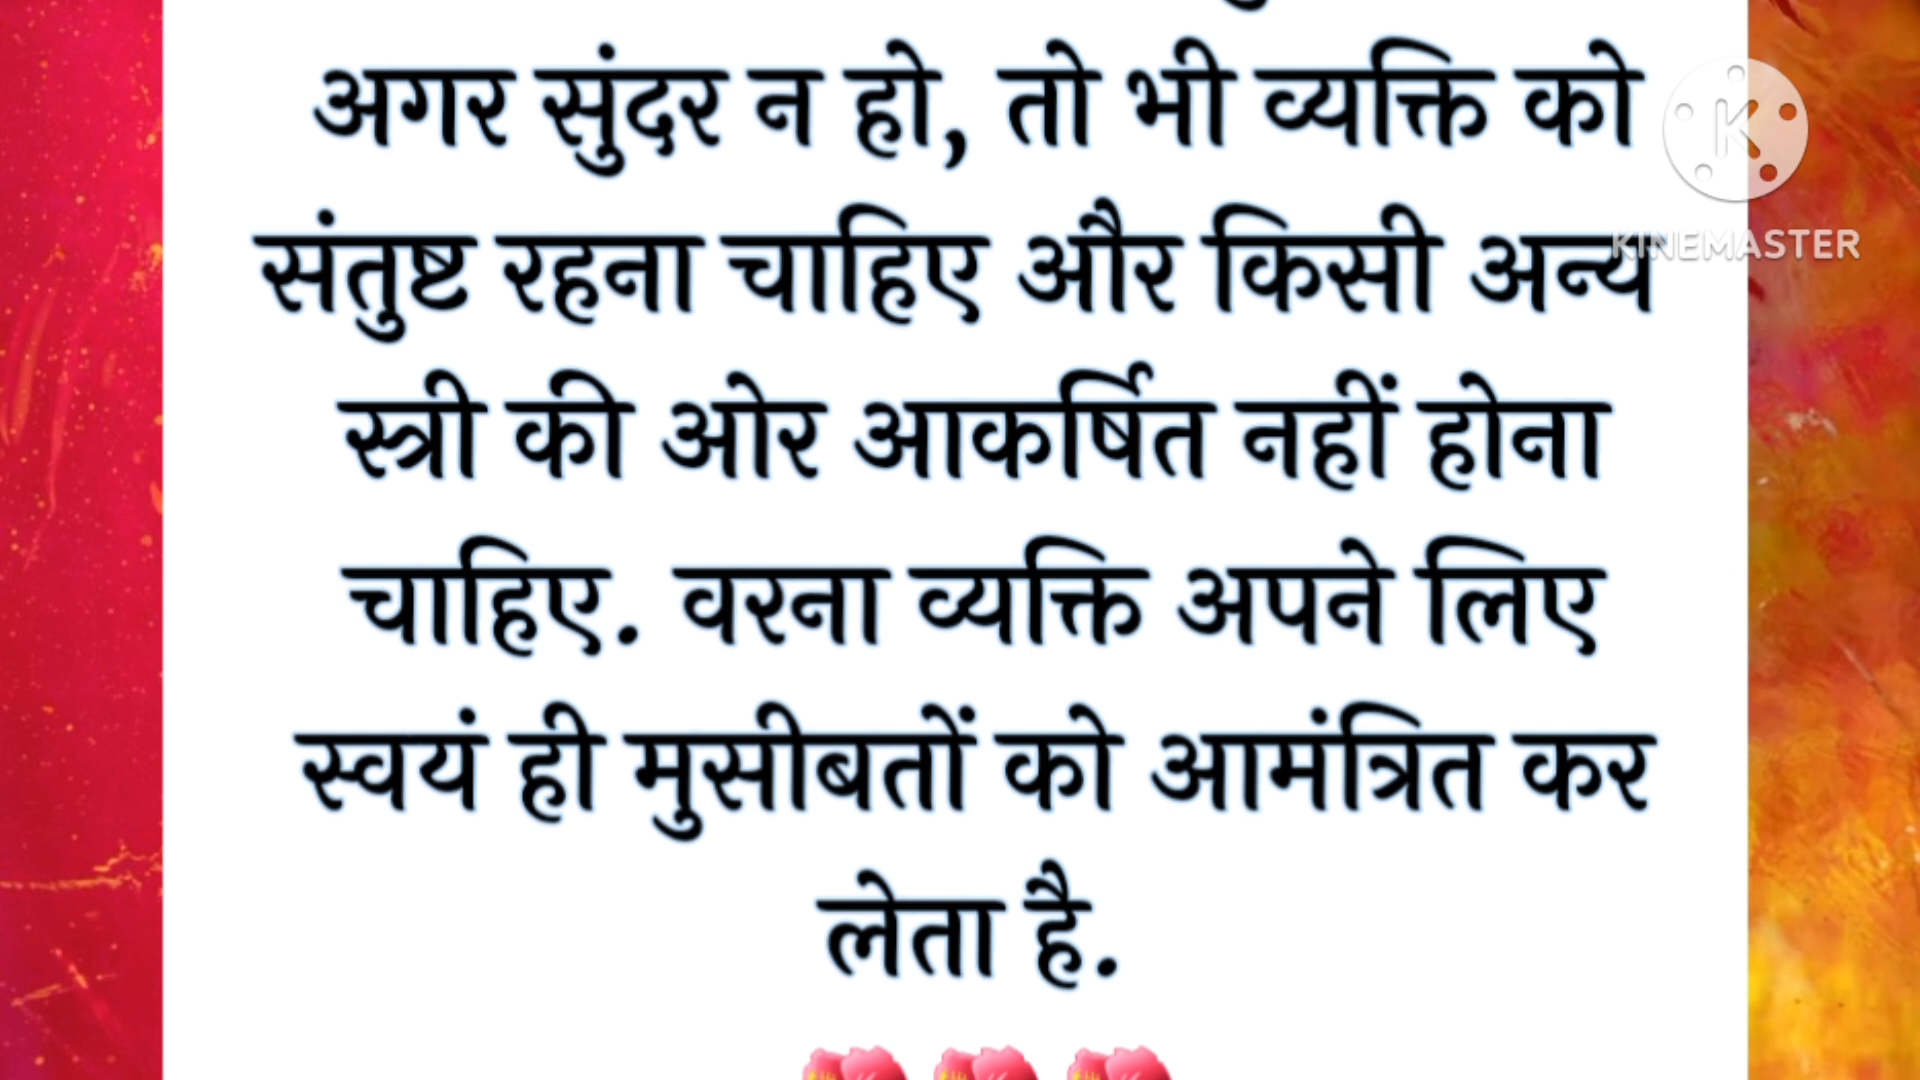 अगर सुंदर न हो, तो भी व्यक्ति को
संतुष्ट रहना चाहिए और किसी अन्य
स्त्री की ओर आकर्षित नहीं होना
चाहिए. वरना व्यक्ति अपने लिए
स्वयं ही मुसीबतों को आमंत्रित कर
लेता है.
K
KINEMASTER